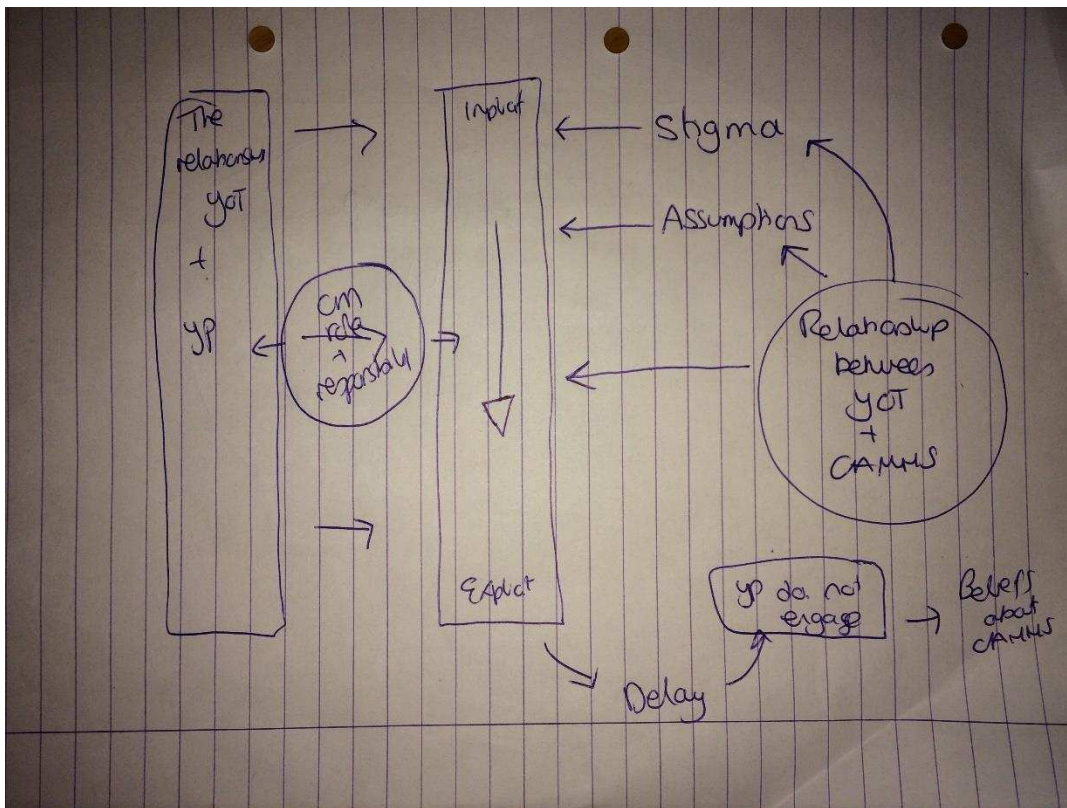 The
relationship
YOT
+
YP
CM
role
+
Implicit
Explicit
Stigma
Assumptions
Relationship
between
YOT
+
CAMHS
YP do not
engage
Beliefs
about
CAMHS
Delay